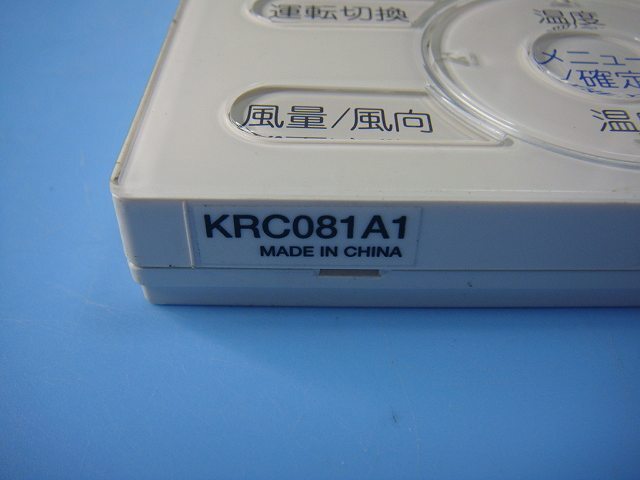 運転切換
温度
メニュー
/確定
風量/風向
温
KRC081A1
MADE IN CHINA